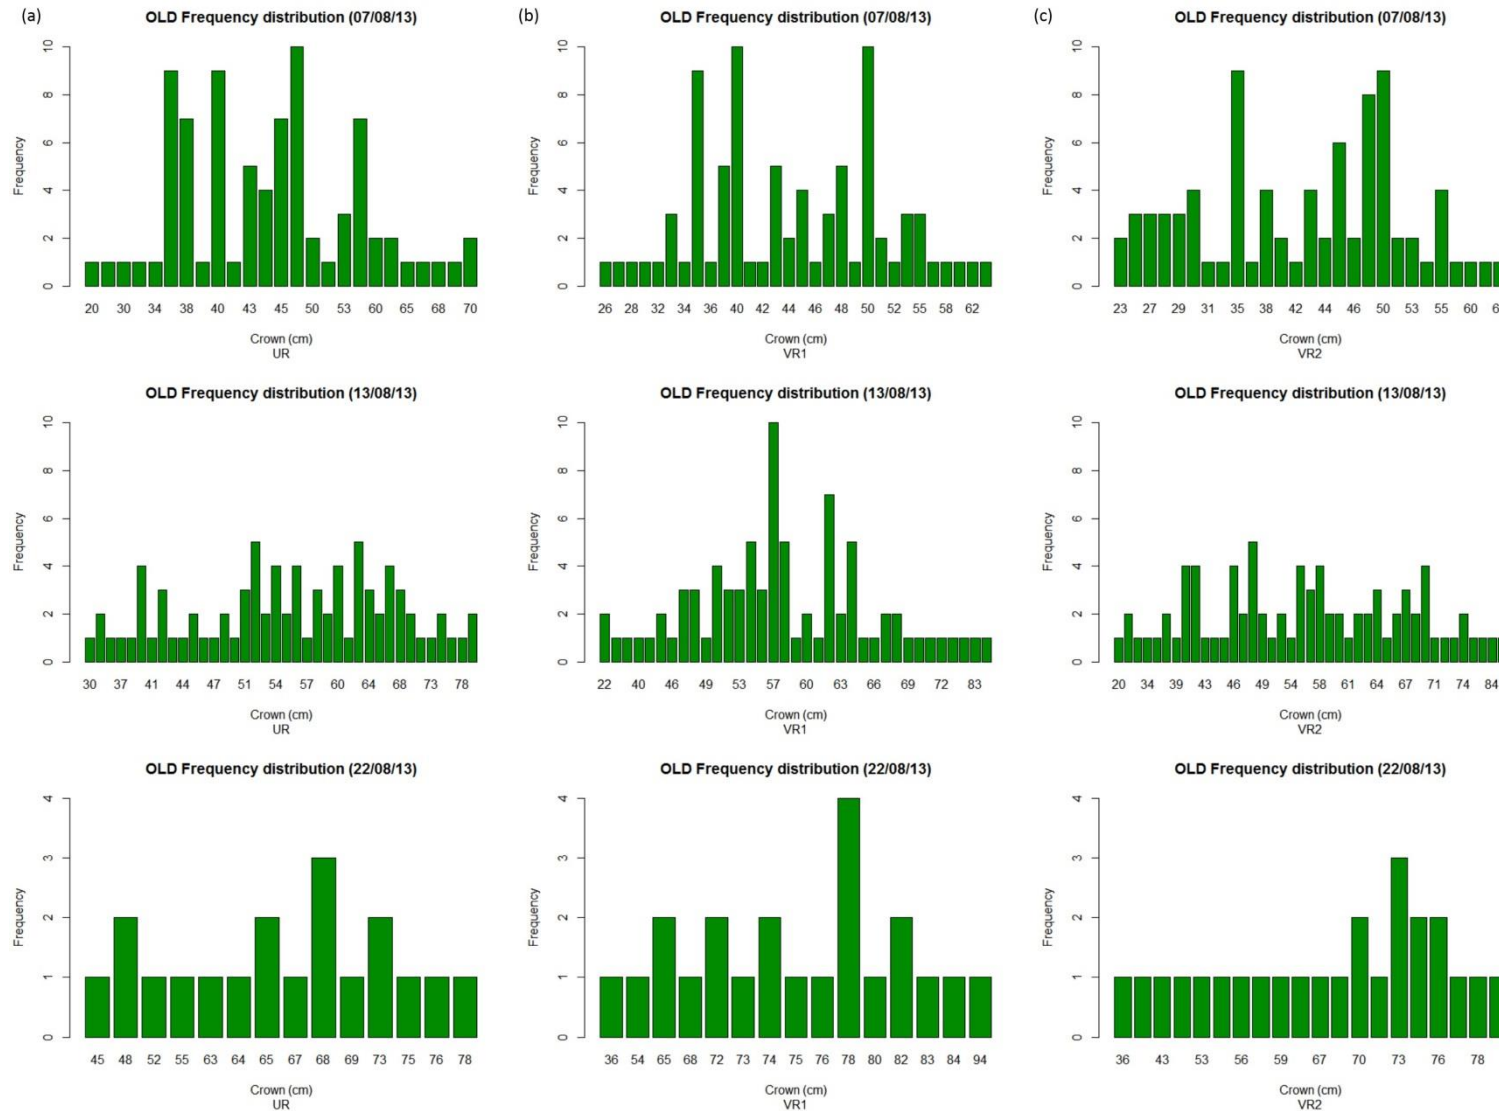 (a)
OLD Frequency distribution (07/08/13)
Frequency
0 2 4 6 8 10
20 30 34 38 40 43 45 50 53 60 65 68 70
Crown (cm)
UR
(b)
OLD Frequency distribution (07/08/13)
Frequency
0 2 4 6 8 10
26 28 32 34 36 40 42 44 46 48 50 52 55 58 62
Crown (cm)
VR1
(c)
OLD Frequency distribution (07/08/13)
Frequency
0 2 4 6 8 10
23 27 29 31 35 38 42 44 46 50 53 55 60
Crown (cm)
VR2
OLD Frequency distribution (13/08/13)
Frequency
0 2 4 6 8 10
30 37 41 44 47 51 54 57 60 64 68 73 78
Crown (cm)
UR
OLD Frequency distribution (13/08/13)
Frequency
0 2 4 6 8 10
22 40 46 49 53 57 60 63 66 69 72 83
Crown (cm)
VR1
OLD Frequency distribution (13/08/13)
Frequency
0 2 4 6 8 10
20 34 39 43 46 49 54 58 61 64 67 71 74 84
Crown (cm)
VR2
OLD Frequency distribution (22/08/13)
Frequency
0 1 2 3 4
45 48 52 55 63 64 65 67 68 69 73 75 76 78
Crown (cm)
UR
OLD Frequency distribution (22/08/13)
Frequency
0 1 2 3 4
36 54 65 68 72 73 74 75 76 78 80 82 83 84 94
Crown (cm)
VR1
OLD Frequency distribution (22/08/13)
Frequency
0 1 2 3 4
36 43 53 56 59 67 70 73 76 78
Crown (cm)
VR2